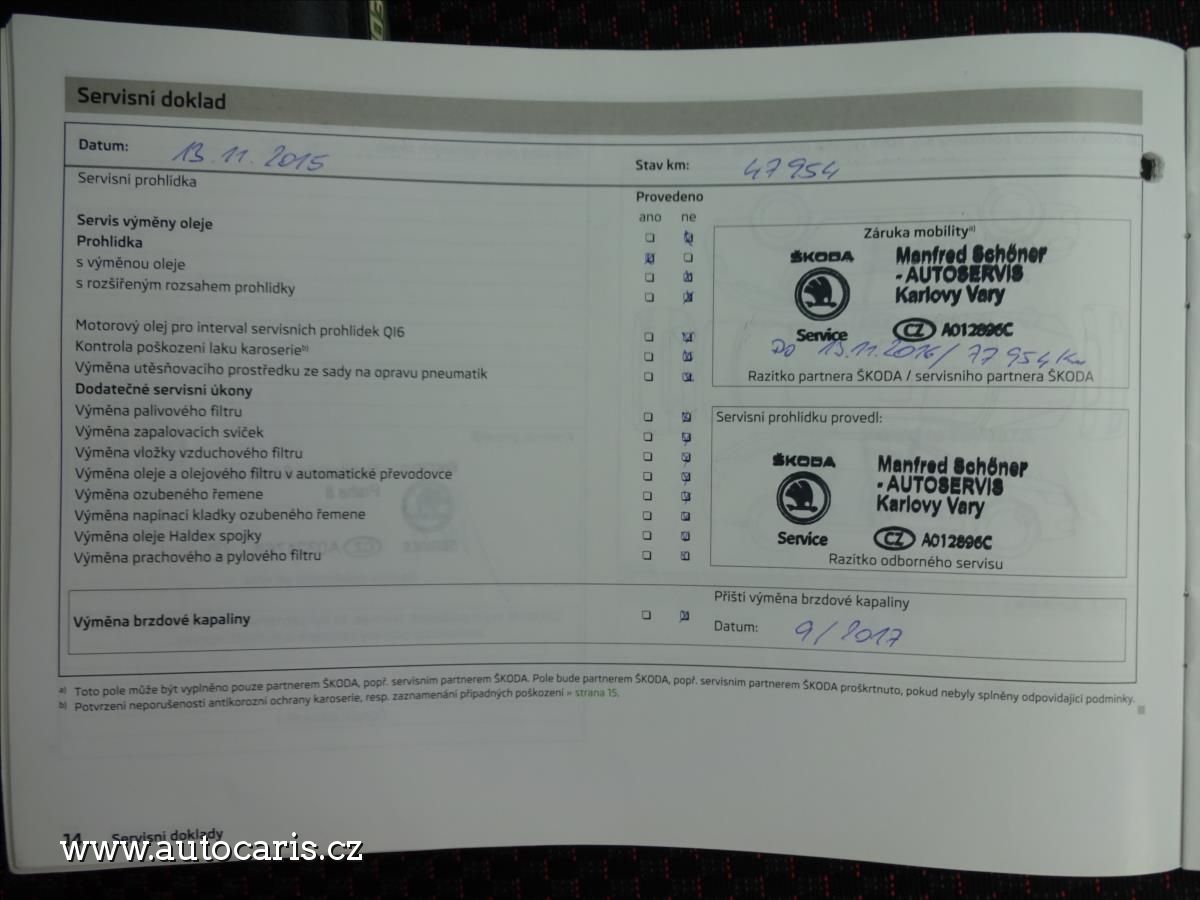 Servisní doklad
Datum: 13.11.2015
Stav km: 47954
Servisní prohlídka
Provedeno
ano ne
Servis výměny oleje
Prohlídka
s výměnou oleje
s rozšířeným rozsahem prohlídky
Motorový olej pro interval servisních prohlídek QI6
Kontrola poškození laku karoserie b)
Výměna utěsňovacího prostředku ze sady na opravu pneumatik
Dodatečné servisní úkony
Výměna palivového filtru
Výměna zapalovacích svíček
Výměna vložky vzduchového filtru
Výměna oleje a olejového filtru v automatické převodovce
Výměna ozubeného řemene
Výměna napínací kladky ozubeného řemene
Výměna oleje Haldex spojky
Výměna prachového a pylového filtru
Záruka mobility a)
ŠKODA Manfred Schöner
- AUTOSERVIS
Karlovy Vary
Service CZ A012896C
Do 13.11.2016 / 77954 Km
Razítko partnera ŠKODA / servisního partnera ŠKODA
Servisní prohlídku provedl:
ŠKODA Manfred Schöner
- AUTOSERVIS
Karlovy Vary
Service CZ A012896C
Razítko odborného servisu
Výměna brzdové kapaliny
Příští výměna brzdové kapaliny
Datum: 9/2017
a) Toto pole může být vyplněno pouze partnerem ŠKODA, popř. servisním partnerem ŠKODA. Pole bude partnerem ŠKODA, popř. servisním partnerem ŠKODA proškrtnuto, pokud nebyly splněny odpovídající podmínky.
b) Potvrzení neporušenosti antikorozní ochrany karoserie, resp. zaznamenání případných poškození » strana 15.
14 Servisní doklady
www.autocaris.cz